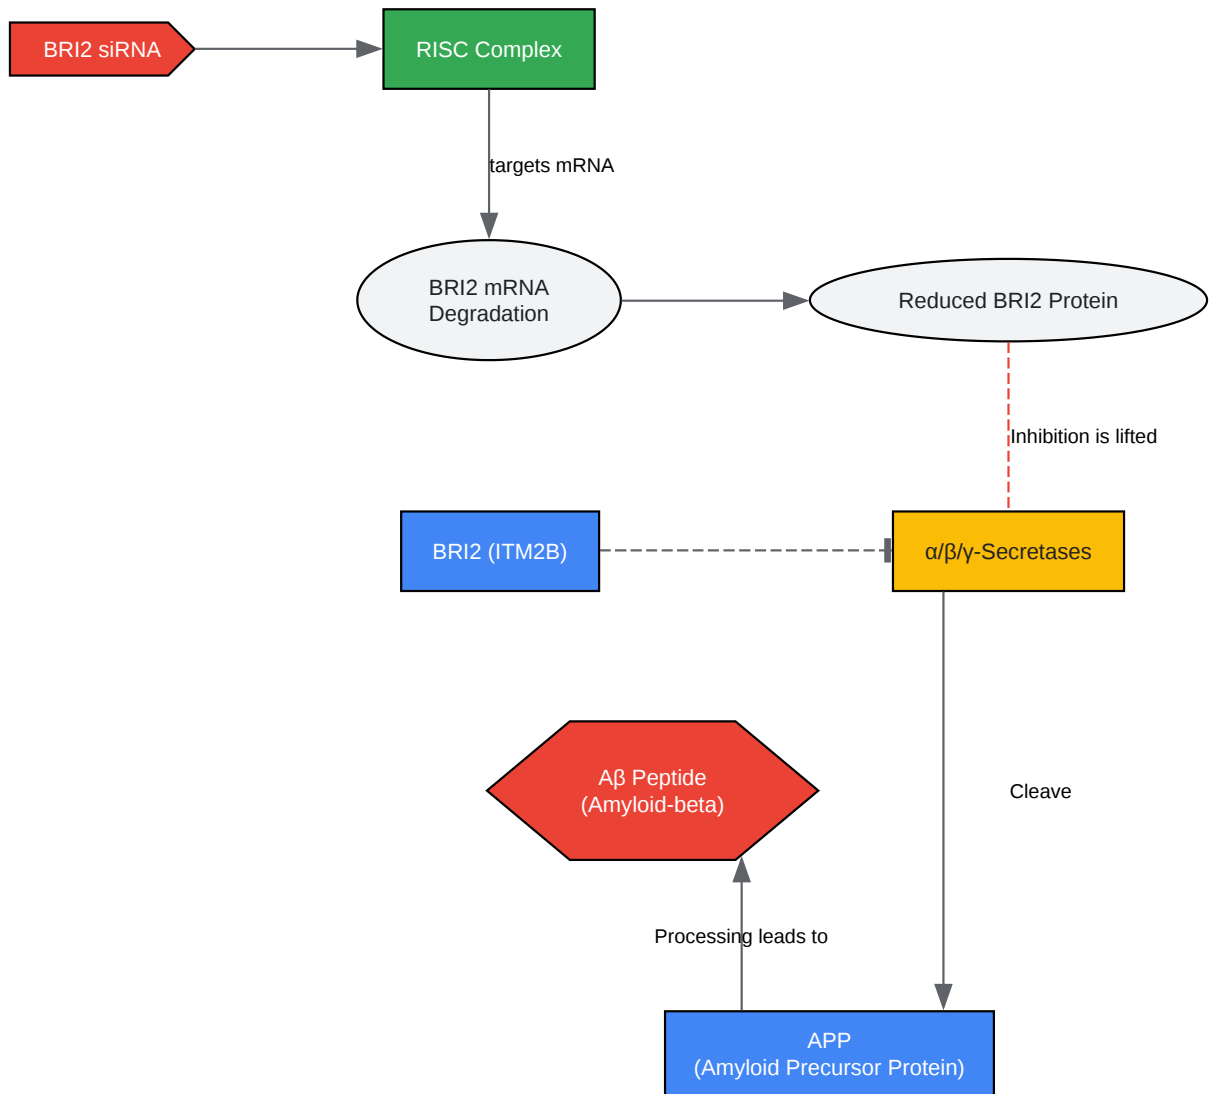 BRI2 siRNA
RISC Complex
targets mRNA
BRI2 mRNA
Degradation
Reduced BRI2 Protein
Inhibition is lifted
BRI2 (ITM2B)
α/β/γ-Secretases
Aβ Peptide
(Amyloid-beta)
Cleave
Processing leads to
APP
(Amyloid Precursor Protein)